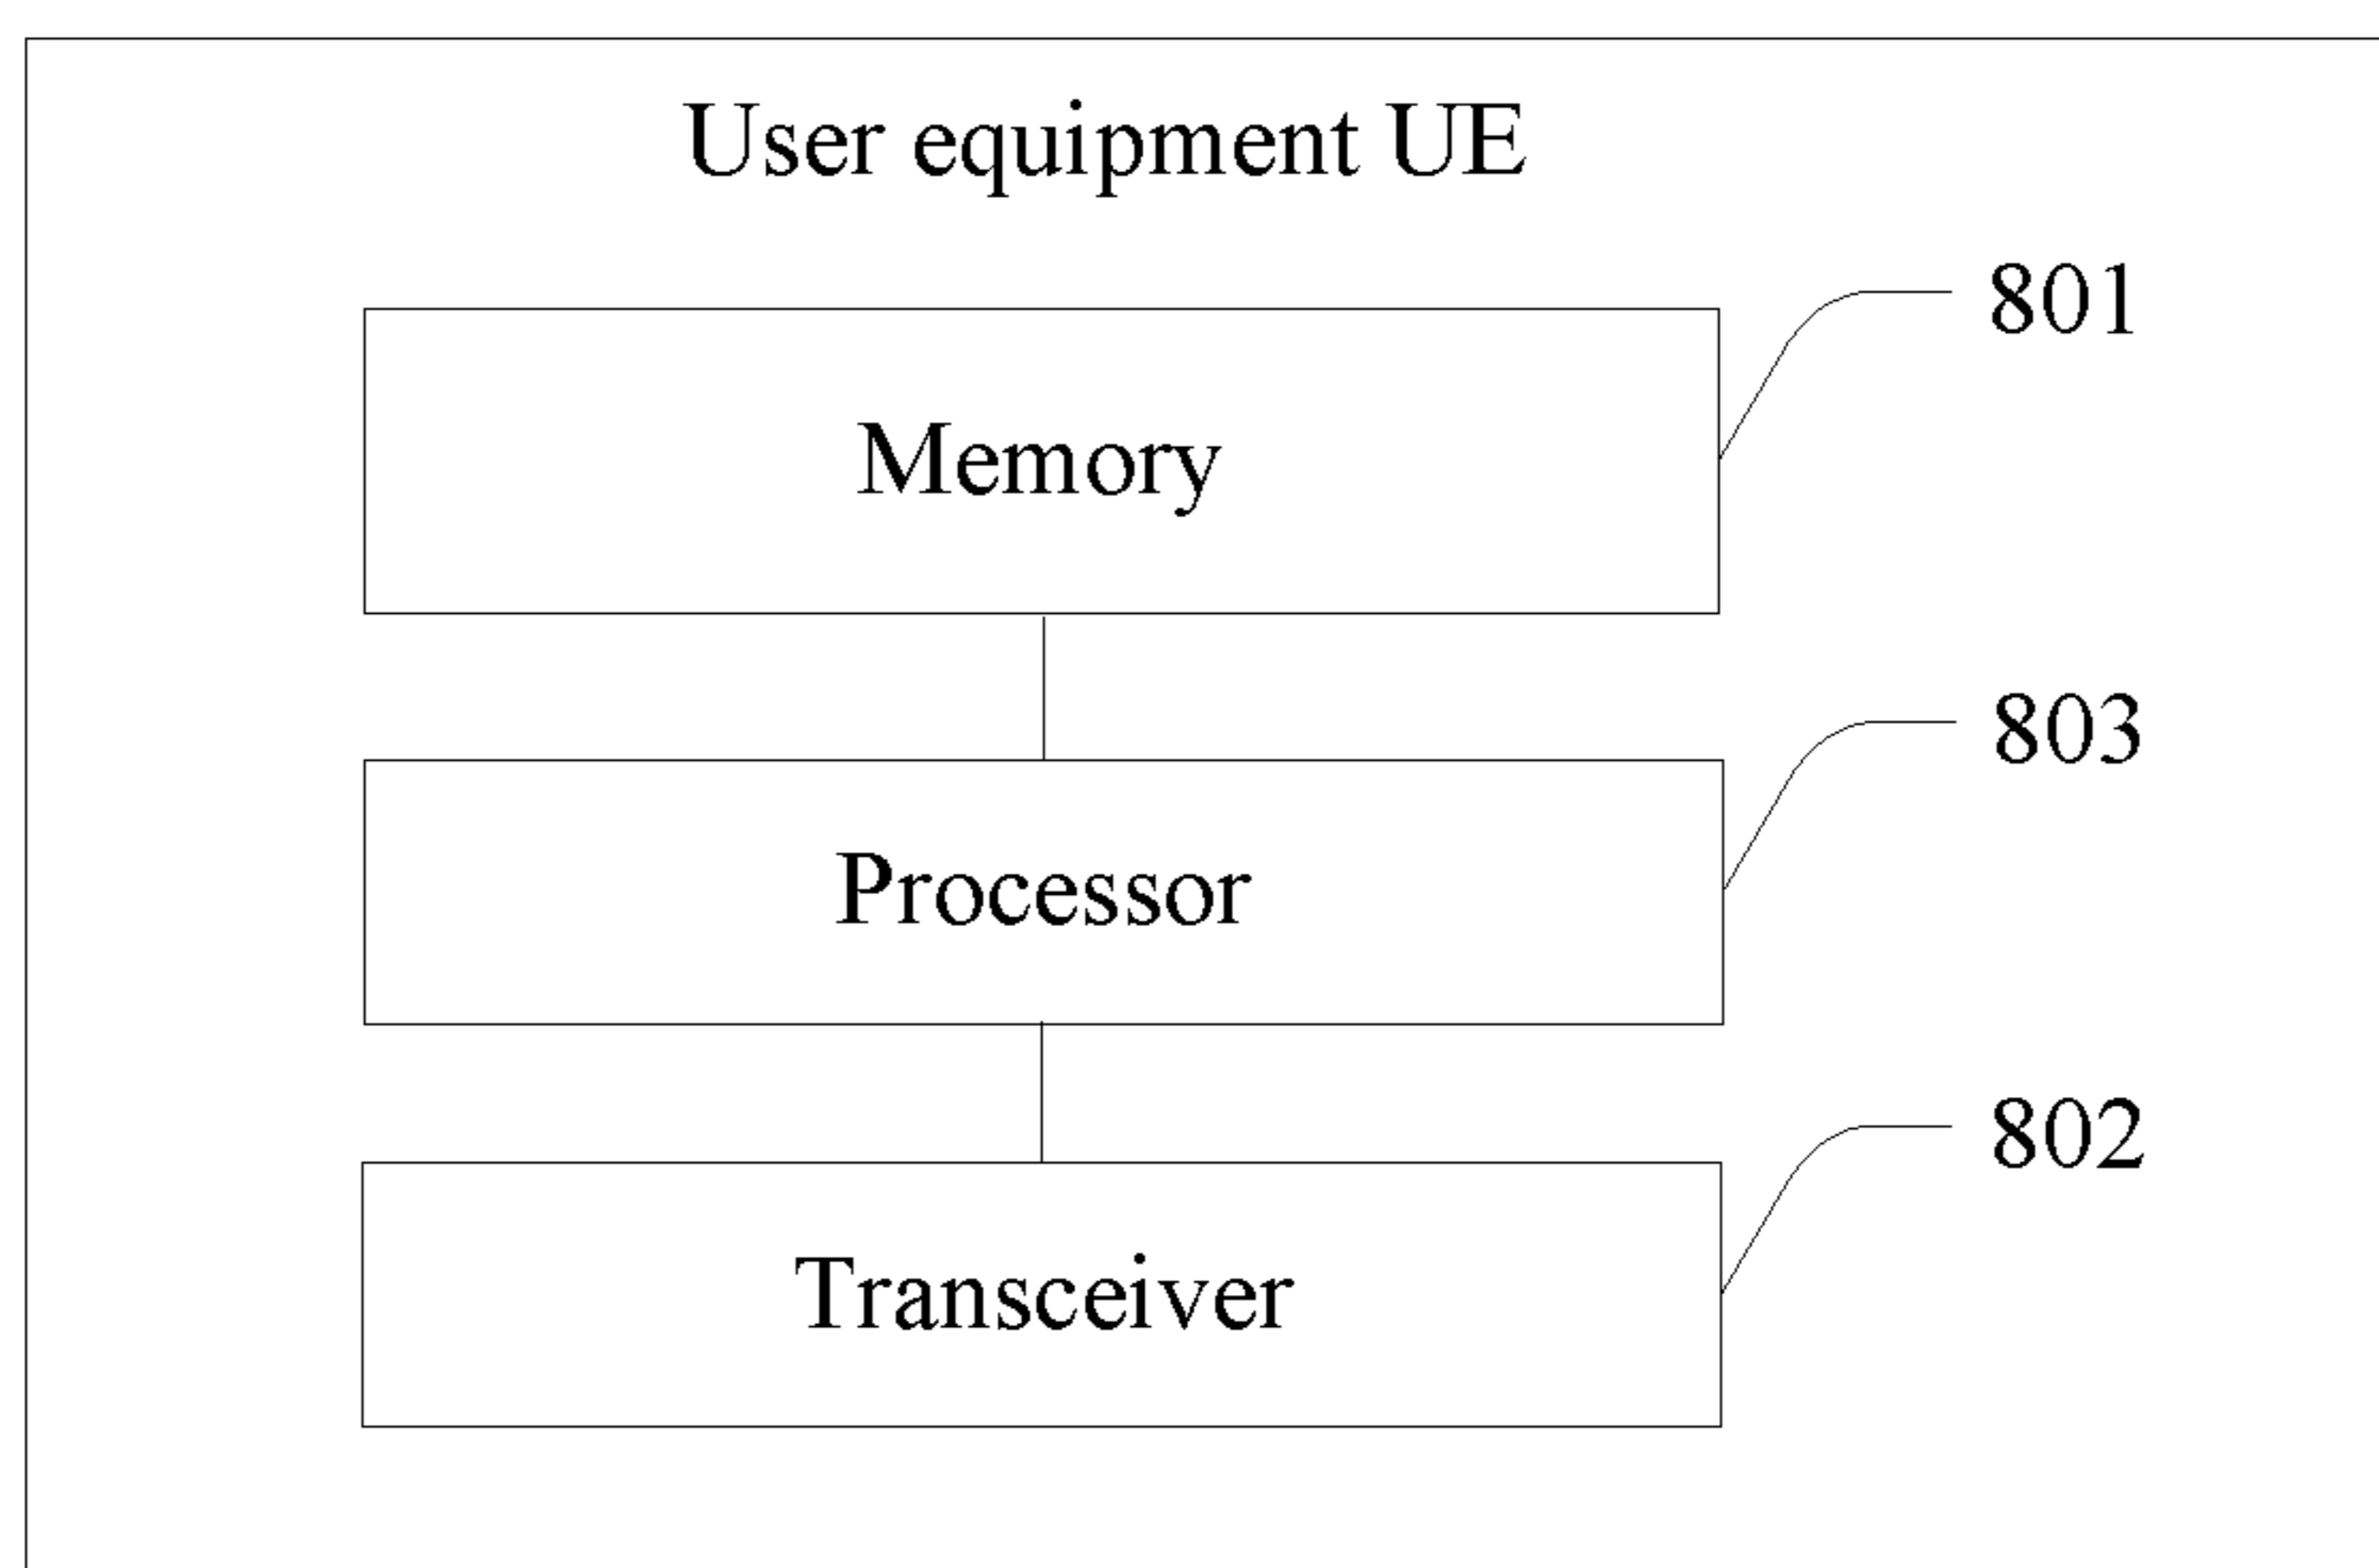 User equipment UE
801
Memory
803
Processor
802
Transceiver